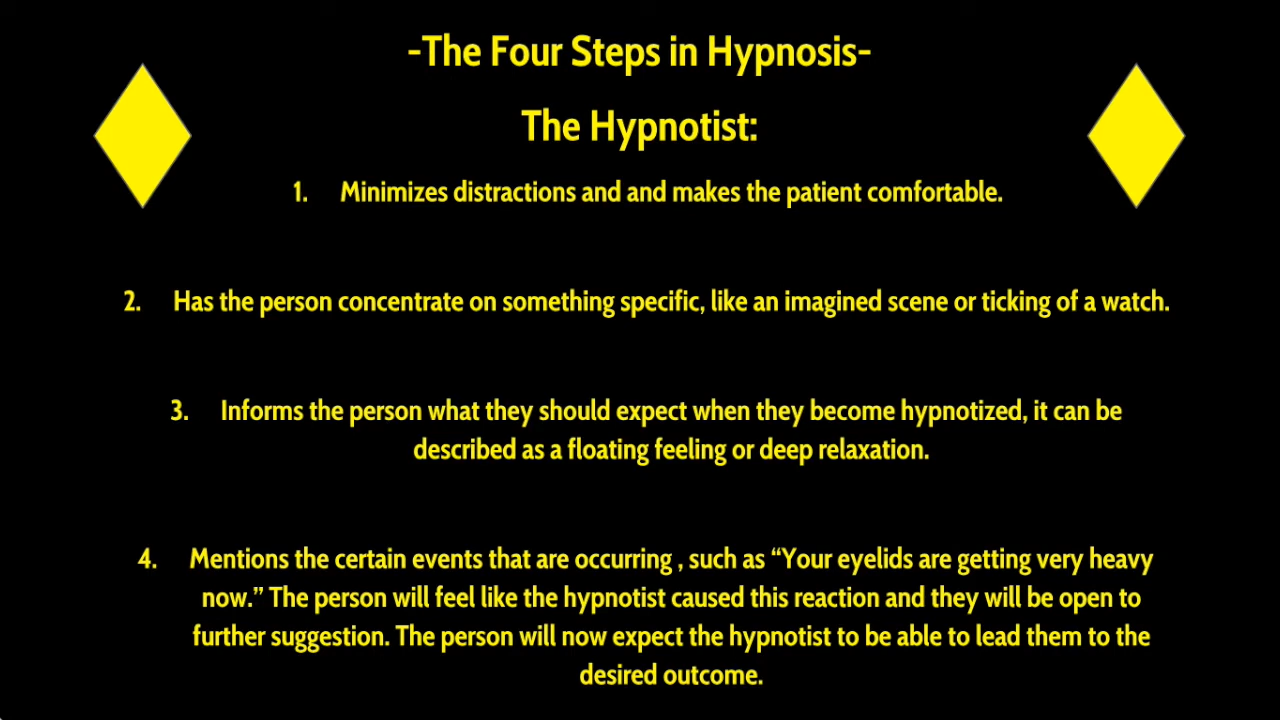 -The Four Steps in Hypnosis-
The Hypnotist:
1. Minimizes distractions and and makes the patient comfortable.
2. Has the person concentrate on something specific, like an imagined scene or ticking of a watch.
3. Informs the person what they should expect when they become hypnotized, it can be
described as a floating feeling or deep relaxation.
4. Mentions the certain events that are occurring , such as “Your eyelids are getting very heavy
now.” The person will feel like the hypnotist caused this reaction and they will be open to
further suggestion. The person will now expect the hypnotist to be able to lead them to the
desired outcome.